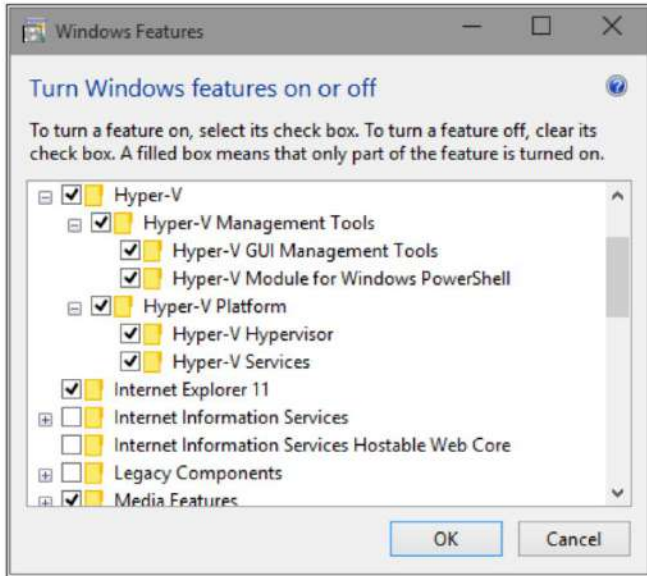 Windows Features
Turn Windows features on or off
To turn a feature on, select its check box. To turn a feature off, clear its
check box. A filled box means that only part of the feature is turned on.
Hyper-V
Hyper-V Management Tools
Hyper-V GUI Management Tools
Hyper-V Module for Windows PowerShell
Hyper-V Platform
Hyper-V Hypervisor
Hyper-V Services
Internet Explorer 11
Internet Information Services
Internet Information Services Hostable Web Core
Legacy Components
Media Features
OK Cancel